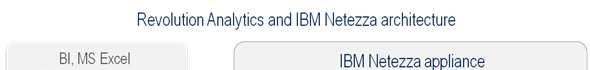 Revolution Analytics and IBM Netezza architecture
BI, MS Excel
IBM Netezza appliance